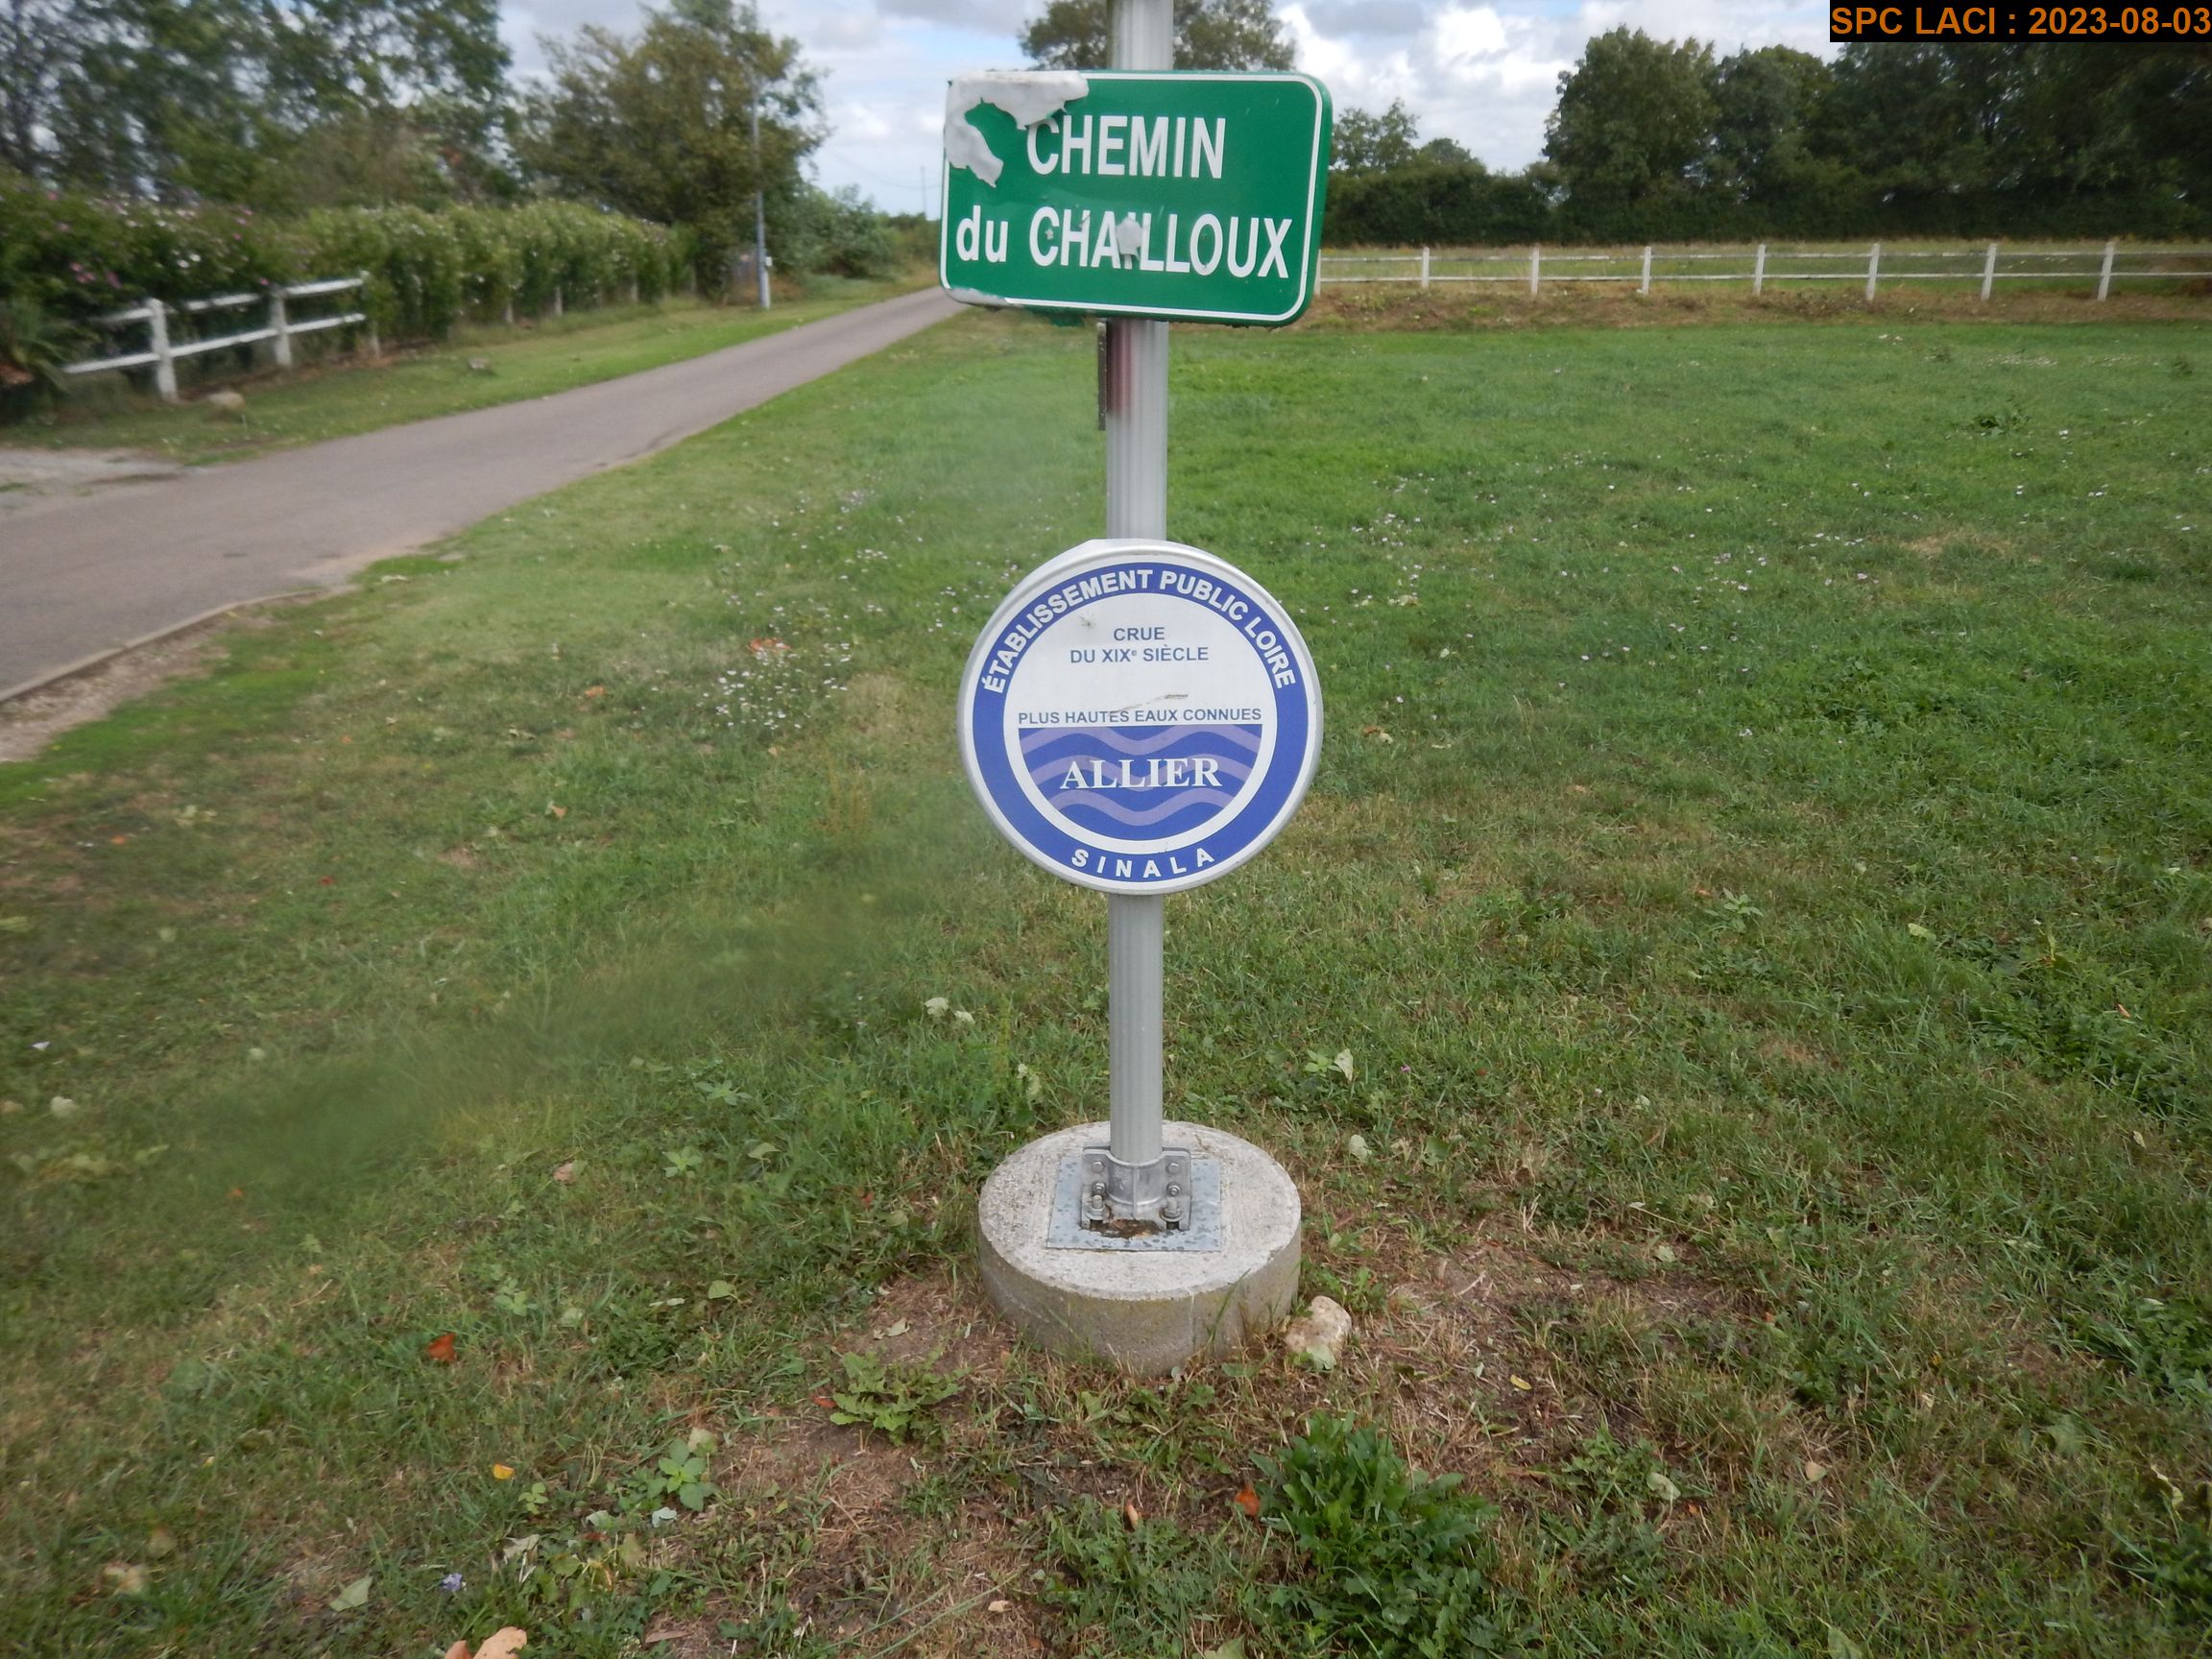 SPC LACI : 2023-08-03
CHEMIN
du CHAILLOUX
ÉTABLISSEMENT PUBLIC LOIRE
CRUE
DU XIXᵉ SIÈCLE
PLUS HAUTES EAUX CONNUES
ALLIER
SINALA